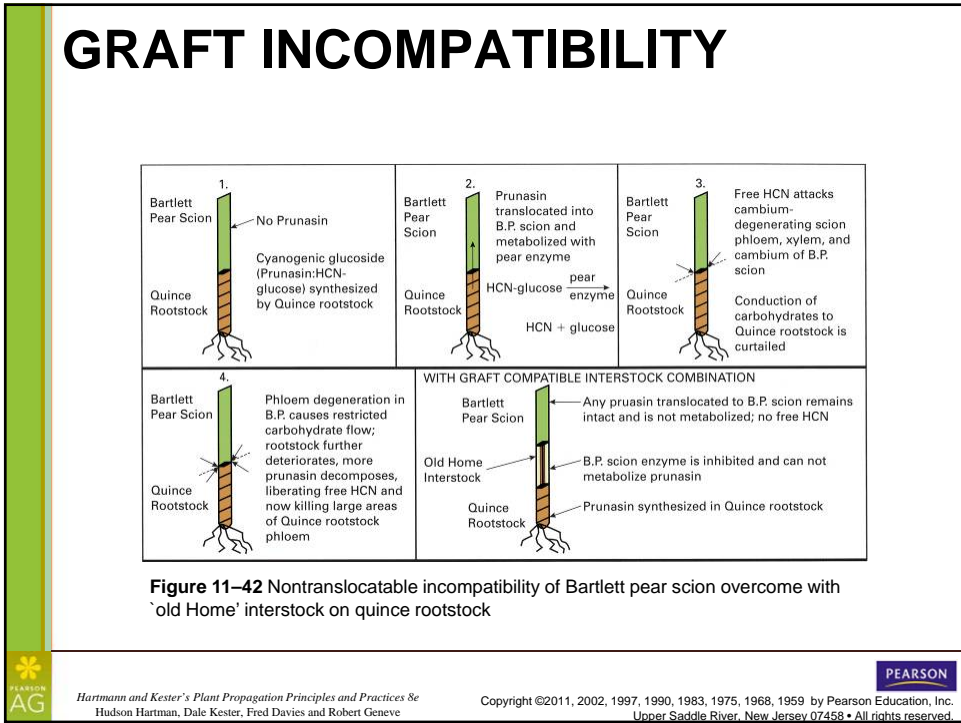 GRAFT INCOMPATIBILITY
1.
Bartlett
Pear Scion
No Prunasin
Cyanogenic glucoside
(Prunasin:HCN-
glucose) synthesized
by Quince rootstock
Quince
Rootstock
2.
Bartlett
Pear
Scion
Prunasin
translocated into
B.P. scion and
metabolized with
pear enzyme
HCN-glucose pear enzyme
HCN + glucose
Quince
Rootstock
3.
Bartlett
Pear
Scion
Free HCN attacks
cambium-
degenerating scion
phloem, xylem, and
cambium of B.P.
scion
Quince
Rootstock
Conduction of
carbohydrates to
Quince rootstock is
curtailed
4.
Bartlett
Pear Scion
Phloem degeneration in
B.P. causes restricted
carbohydrate flow;
rootstock further
deteriorates, more
prunasin decomposes,
liberating free HCN and
now killing large areas
of Quince rootstock
phloem
Quince
Rootstock
WITH GRAFT COMPATIBLE INTERSTOCK COMBINATION
Bartlett
Pear Scion
Any pruasin translocated to B.P. scion remains
intact and is not metabolized; no free HCN
Old Home
Interstock
B.P. scion enzyme is inhibited and can not
metabolize prunasin
Quince
Rootstock
Prunasin synthesized in Quince rootstock
Figure 11–42 Nontranslocatable incompatibility of Bartlett pear scion overcome with
`old Home' interstock on quince rootstock
PEARSON
AG
Hartmann and Kester's Plant Propagation Principles and Practices 8e
Hudson Hartman, Dale Kester, Fred Davies and Robert Geneve
PEARSON
Copyright ©2011, 2002, 1997, 1990, 1983, 1975, 1968, 1959 by Pearson Education, Inc.
Upper Saddle River, New Jersey 07458 • All rights reserved.